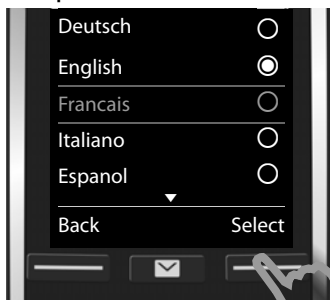 Deutsch
English
Francais
Italiano
Espanol
Back Select